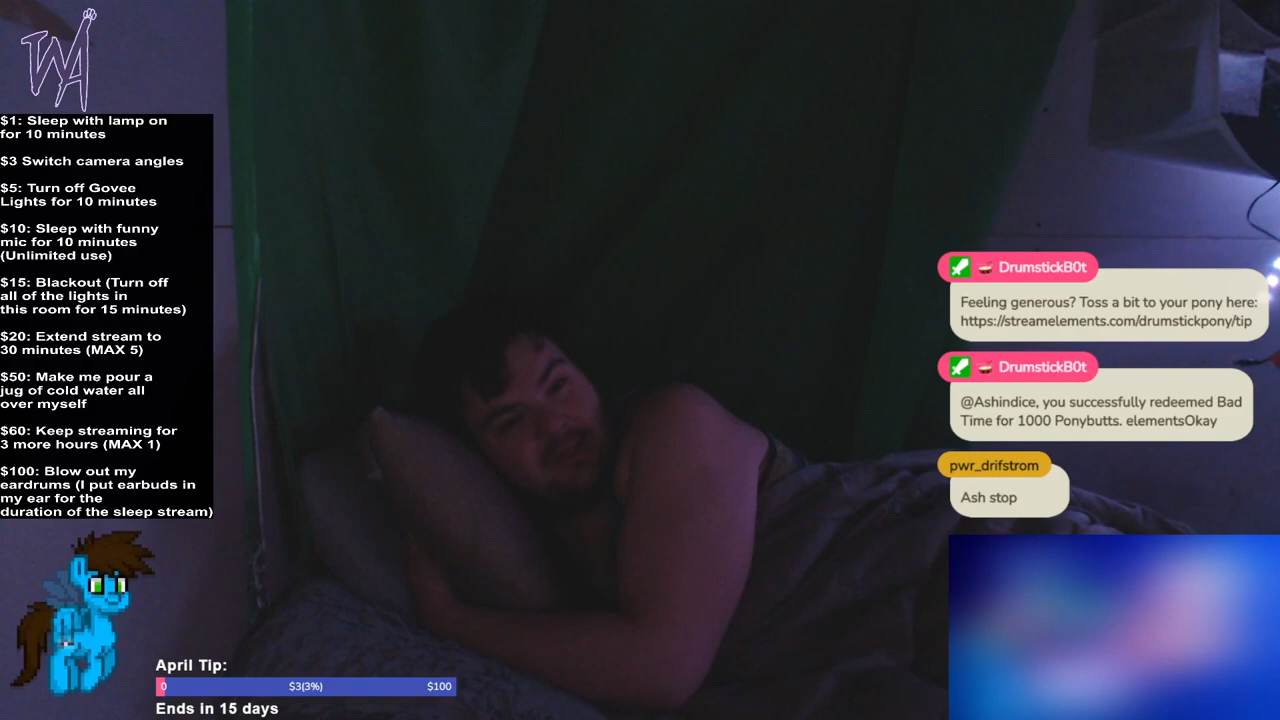 TWA
$1: Sleep with lamp on
for 10 minutes
$3 Switch camera angles
$5: Turn off Govee
Lights for 10 minutes
$10: Sleep with funny
mic for 10 minutes
(Unlimited use)
$15: Blackout (Turn off
all of the lights in
this room for 15 minutes)
$20: Extend stream to
30 minutes (MAX 5)
$50: Make me pour a
jug of cold water all
over myself
$60: Keep streaming for
3 more hours (MAX 1)
$100: Blow out my
eardrums (I put earbuds in
my ear for the
duration of the sleep stream)
DrumstickB0t
Feeling generous? Toss a bit to your pony here:
https://streamelements.com/drumstickpony/tip
DrumstickB0t
@Ashindice, you successfully redeemed Bad
Time for 1000 Ponybutts. elementsOkay
pwr_drifstrom
Ash stop
April Tip:
0 $3(3%) $100
Ends in 15 days